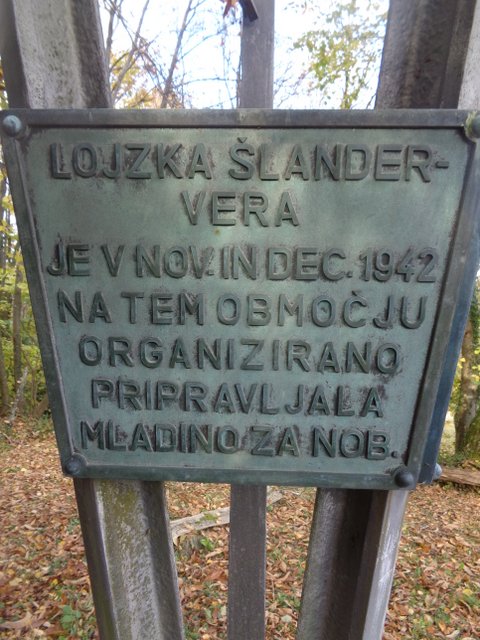 LOJZKA ŠLANDER-
VERA
JE V NOV. IN DEC. 1942
NA TEM OBMOČJU
ORGANIZIRANO
PRIPRAVLJALA
MLADINO ZA NOB.